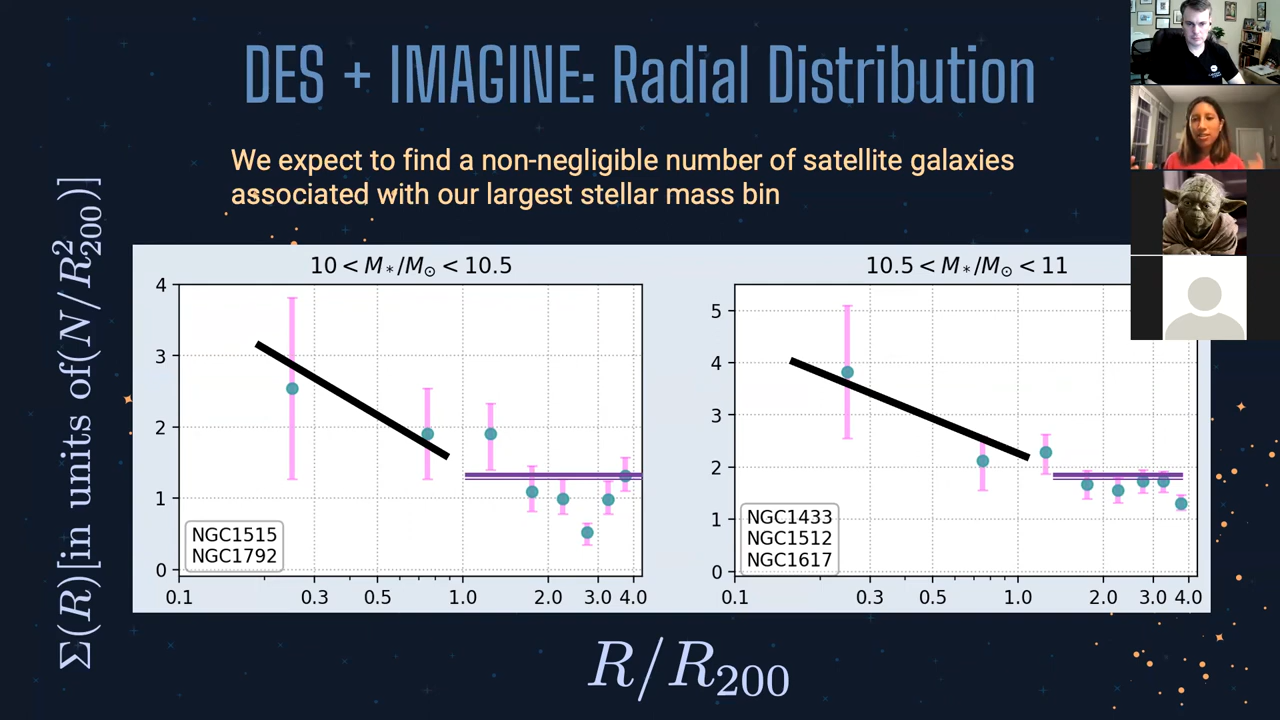 DES + IMAGINE: Radial Distribution
We expect to find a non-negligible number of satellite galaxies
associated with our largest stellar mass bin
Σ(R)[in units of(N/R²₂₀₀)]
10 < M∗/M⊙ < 10.5
4
3
2
1
0
NGC1515
NGC1792
0.1 0.3 0.5 1.0 2.0 3.0 4.0
10.5 < M∗/M⊙ < 11
5
4
3
2
1
0
NGC1433
NGC1512
NGC1617
0.1 0.3 0.5 1.0 2.0 3.0 4.0
R/R₂₀₀